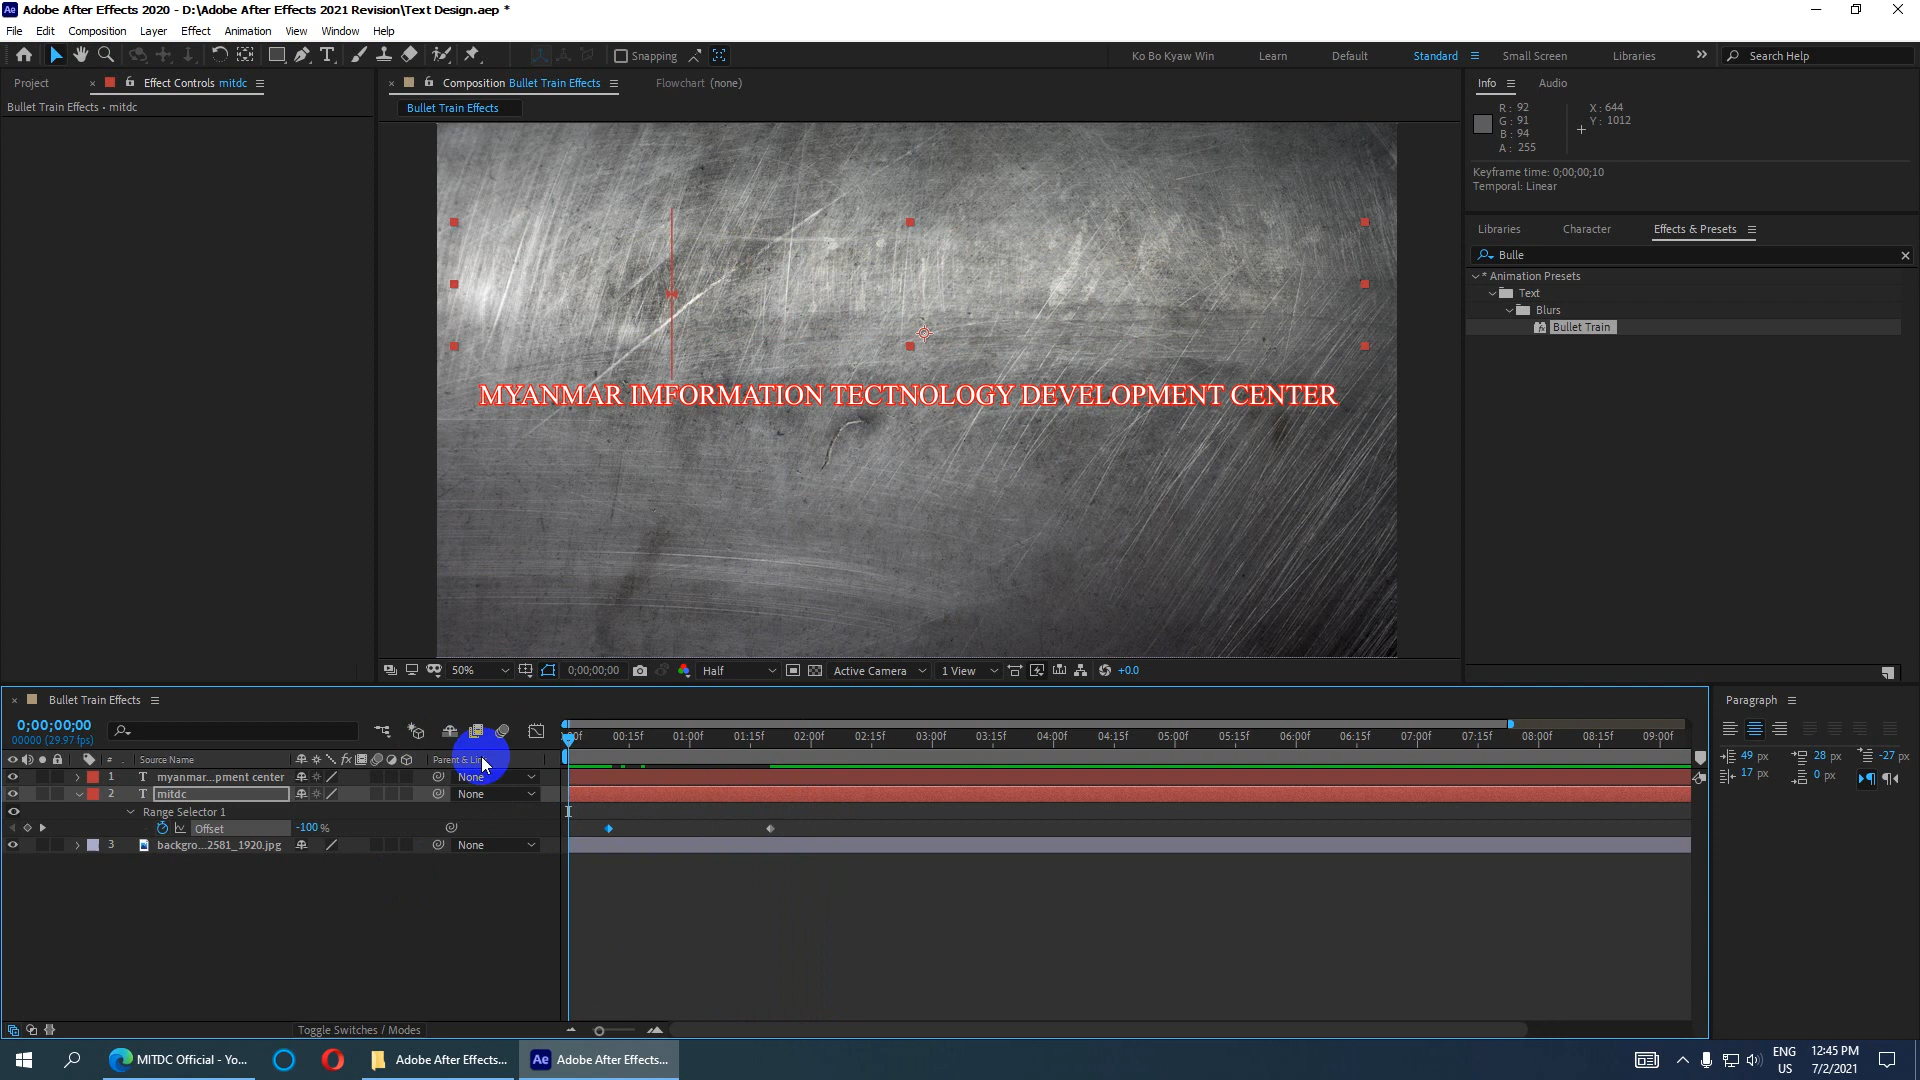 Adobe After Effects 2020 - D:\Adobe After Effects 2021 Revision\Text Design.aep *
File Edit Composition Layer Effect Animation View Window Help
Snapping Ko Bo Kyaw Win Learn Default Standard Small Screen Libraries Search Help
Project Effect Controls mitdc Composition Bullet Train Effects Flowchart (none) Info Audio
Bullet Train Effects • mitdc
Bullet Train Effects
R: 92 X: 644
G: 91 Y: 1012
B: 94
A: 255
Keyframe time: 0;00;00;10
Temporal: Linear
Libraries Character Effects & Presets
Bulle
* Animation Presets
Text
Blurs
Bullet Train
MYANMAR IMFORMATION TECTNOLOGY DEVELOPMENT CENTER
50% 0;00;00;00 Half Active Camera 1 View +0.0
Bullet Train Effects
0;00;00;00
00000 (29.97 fps)
00:15f 01:00f 01:15f 02:00f 02:15f 03:00f 03:15f 04:00f 04:15f 05:00f 05:15f 06:00f 06:15f 07:00f 07:15f 08:00f 08:15f 09:00f
# Source Name Parent &
1 T myanmar...pment center None
2 T mitdc None
Range Selector 1
Offset -100 %
3 backgro...2581_1920.jpg None
Toggle Switches / Modes
Paragraph
49 px 28 px -27 px
17 px 0 px
MITDC Official - Yo... Adobe After Effects... Ae Adobe After Effects...
ENG
US
12:45 PM
7/2/2021